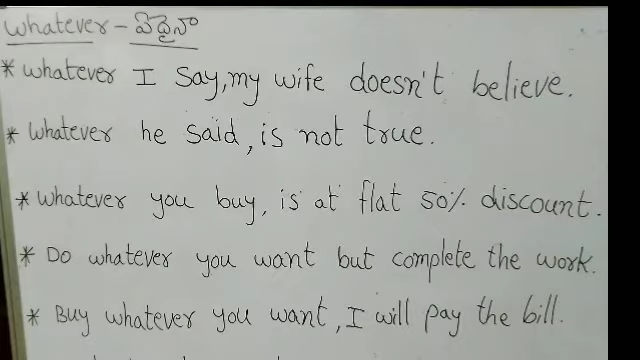 whatever - ఏదైనా
* whatever I say, my wife doesn't believe.
* whatever he said, is not true.
* whatever you buy, is at flat 50% discount.
* Do whatever you want but complete the work.
* Buy whatever you want, I will pay the bill.